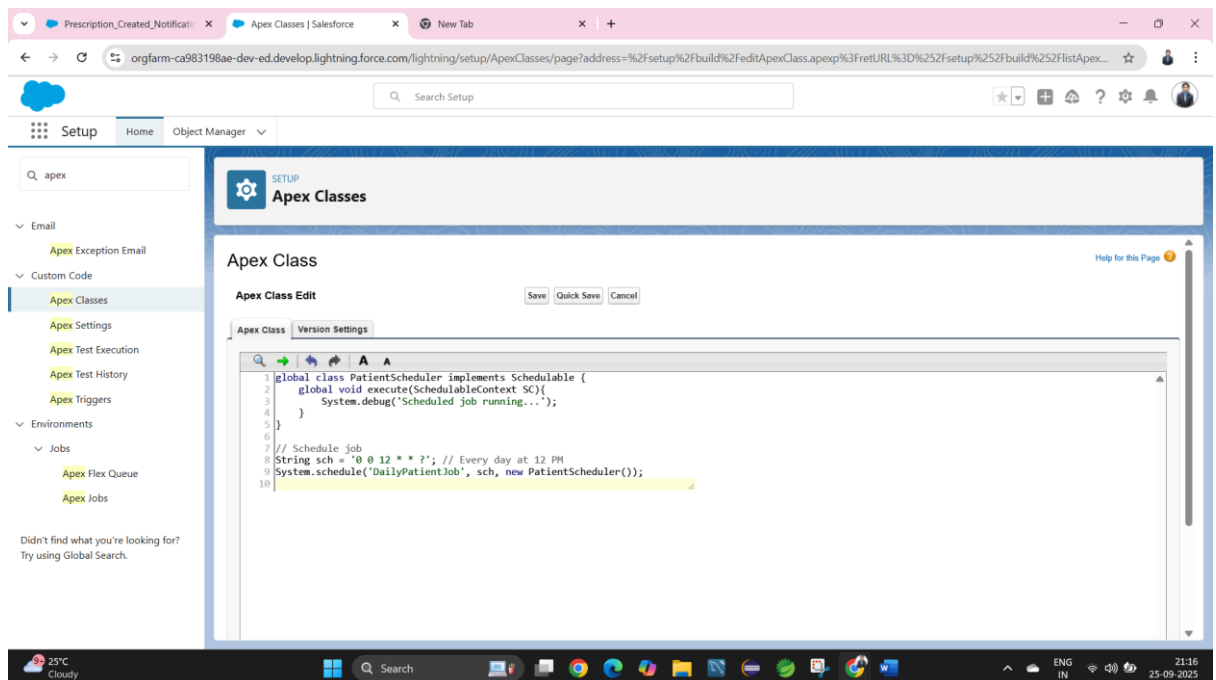 Prescription_Created_Notificatic
Apex Classes | Salesforce
New Tab
orgfarm-ca983198ae-dev-ed.develop.lightning.force.com/lightning/setup/ApexClasses/page?address=%2Fsetup%2Fbuild%2FeditApexClass.apexp%3FretURL%3D%252Fsetup%252Fbuild%252FlistApex...
Search Setup
Setup
Home
Object Manager
apex
Email
Apex Exception Email
Custom Code
Apex Classes
Apex Settings
Apex Test Execution
Apex Test History
Apex Triggers
Environments
Jobs
Apex Flex Queue
Apex Jobs
Didn't find what you're looking for?
Try using Global Search.
SETUP
Apex Classes
Apex Class
Help for this Page
Apex Class Edit
Save
Quick Save
Cancel
Apex Class
Version Settings
A A
1 global class PatientScheduler implements Schedulable {
2     global void execute(SchedulableContext SC){
3         System.debug('Scheduled job running...');
4     }
5 }
6
7 // Schedule job
8 String sch = '0 0 12 * * ?'; // Every day at 12 PM
9 System.schedule('DailyPatientJob', sch, new PatientScheduler());
10
9+
25°C
Cloudy
Search
ENG
IN
21:16
25-09-2025